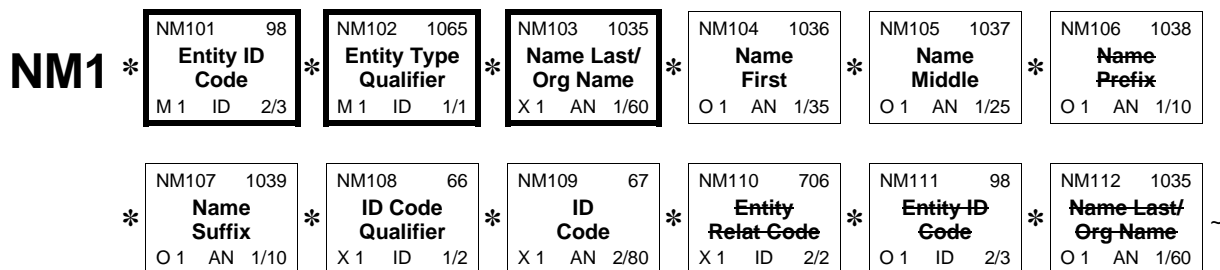 NM101 98 NM102 1065 NM103 1035 NM104 1036 NM105 1037 NM106 1038
NM1 * Entity ID Code * Entity Type Qualifier * Name Last/ Org Name * Name First * Name Middle * Name Prefix
M 1 ID 2/3 M 1 ID 1/1 X 1 AN 1/60 O 1 AN 1/35 O 1 AN 1/25 O 1 AN 1/10
NM107 1039 NM108 66 NM109 67 NM110 706 NM111 98 NM112 1035
* Name Suffix * ID Code Qualifier * ID Code * Entity Relat Code * Entity ID Code * Name Last/ Org Name ~
O 1 AN 1/10 X 1 ID 1/2 X 1 AN 2/80 X 1 ID 2/2 O 1 ID 2/3 O 1 AN 1/60